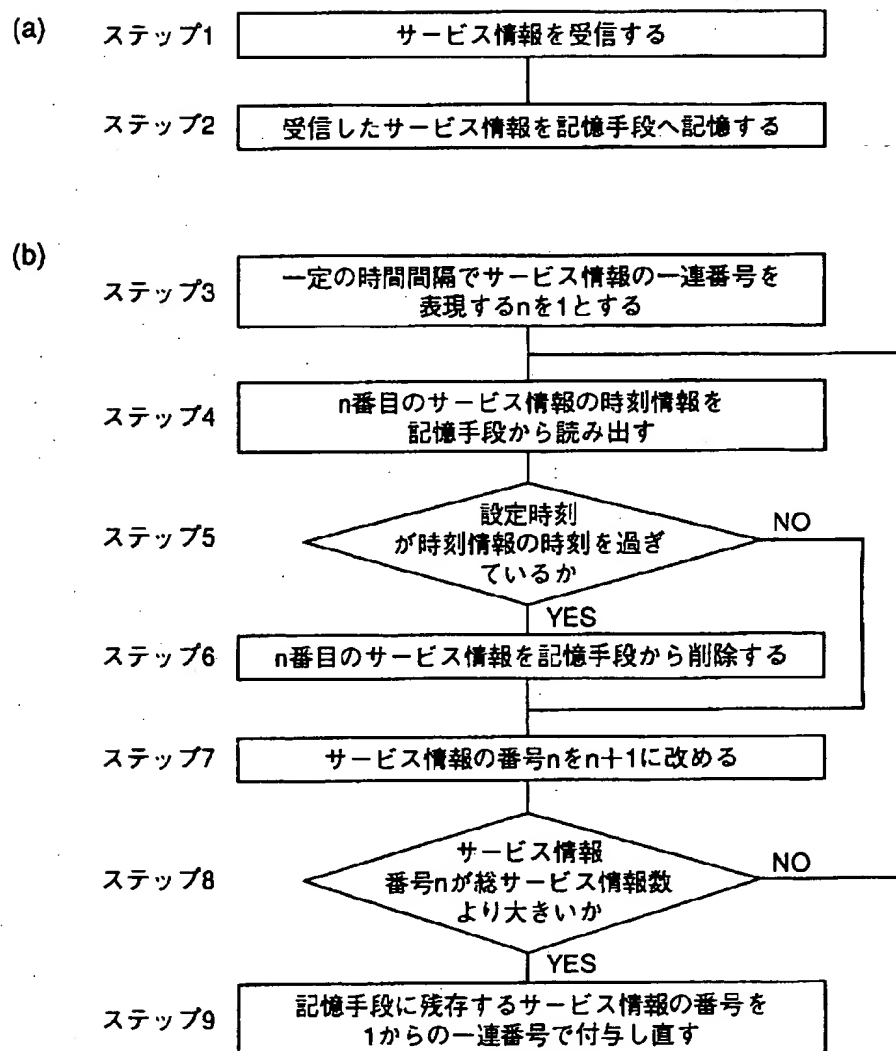 (a)
ステップ1 サービス情報を受信する
ステップ2 受信したサービス情報を記憶手段へ記憶する
(b)
ステップ3 一定の時間間隔でサービス情報の一連番号を
表現するnを1とする
ステップ4 n番目のサービス情報の時刻情報を
記憶手段から読み出す
ステップ5 設定時刻
が時刻情報の時刻を過ぎ
ているか
NO
YES
ステップ6 n番目のサービス情報を記憶手段から削除する
ステップ7 サービス情報の番号nをn+1に改める
ステップ8 サービス情報
番号nが総サービス情報数
より大きいか
NO
YES
ステップ9 記憶手段に残存するサービス情報の番号を
1からの一連番号で付与し直す